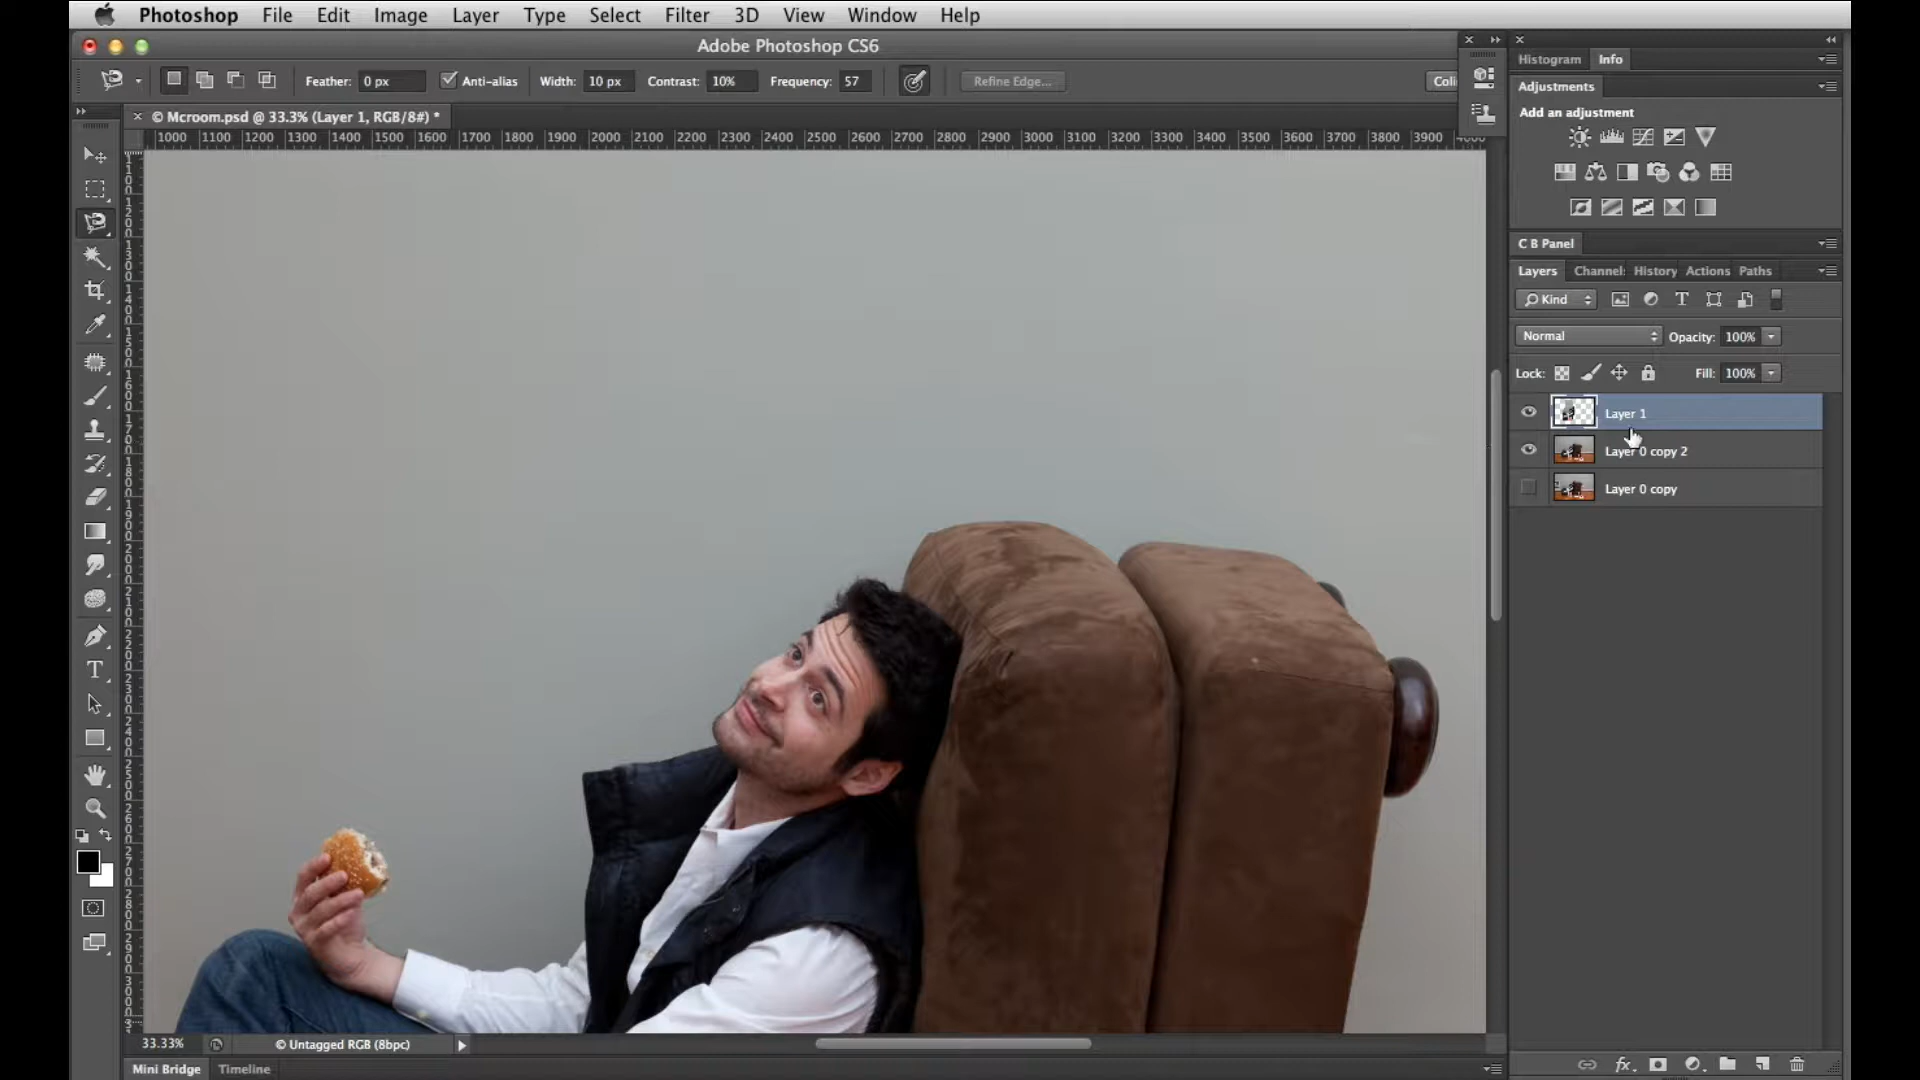 Photoshop File Edit Image Layer Type Select Filter 3D View Window Help
Adobe Photoshop CS6
Feather: 0 px Anti-alias Width: 10 px Contrast: 10% Frequency: 57 Refine Edge...
© Mcroom.psd @ 33.3% (Layer 1, RGB/8#) *
1000 1100 1200 1300 1400 1500 1600 1700 1800 1900 2000 2100 2200 2300 2400 2500 2600 2700 2800 2900 3000 3100 3200 3300 3400 3500 3600 3700 3800 3900
Histogram Info
Adjustments
Add an adjustment
C B Panel
Layers Channel History Actions Paths
Kind
Normal Opacity: 100%
Lock: Fill: 100%
Layer 1
Layer 0 copy 2
Layer 0 copy
33.33% © Untagged RGB (8bpc)
Mini Bridge Timeline